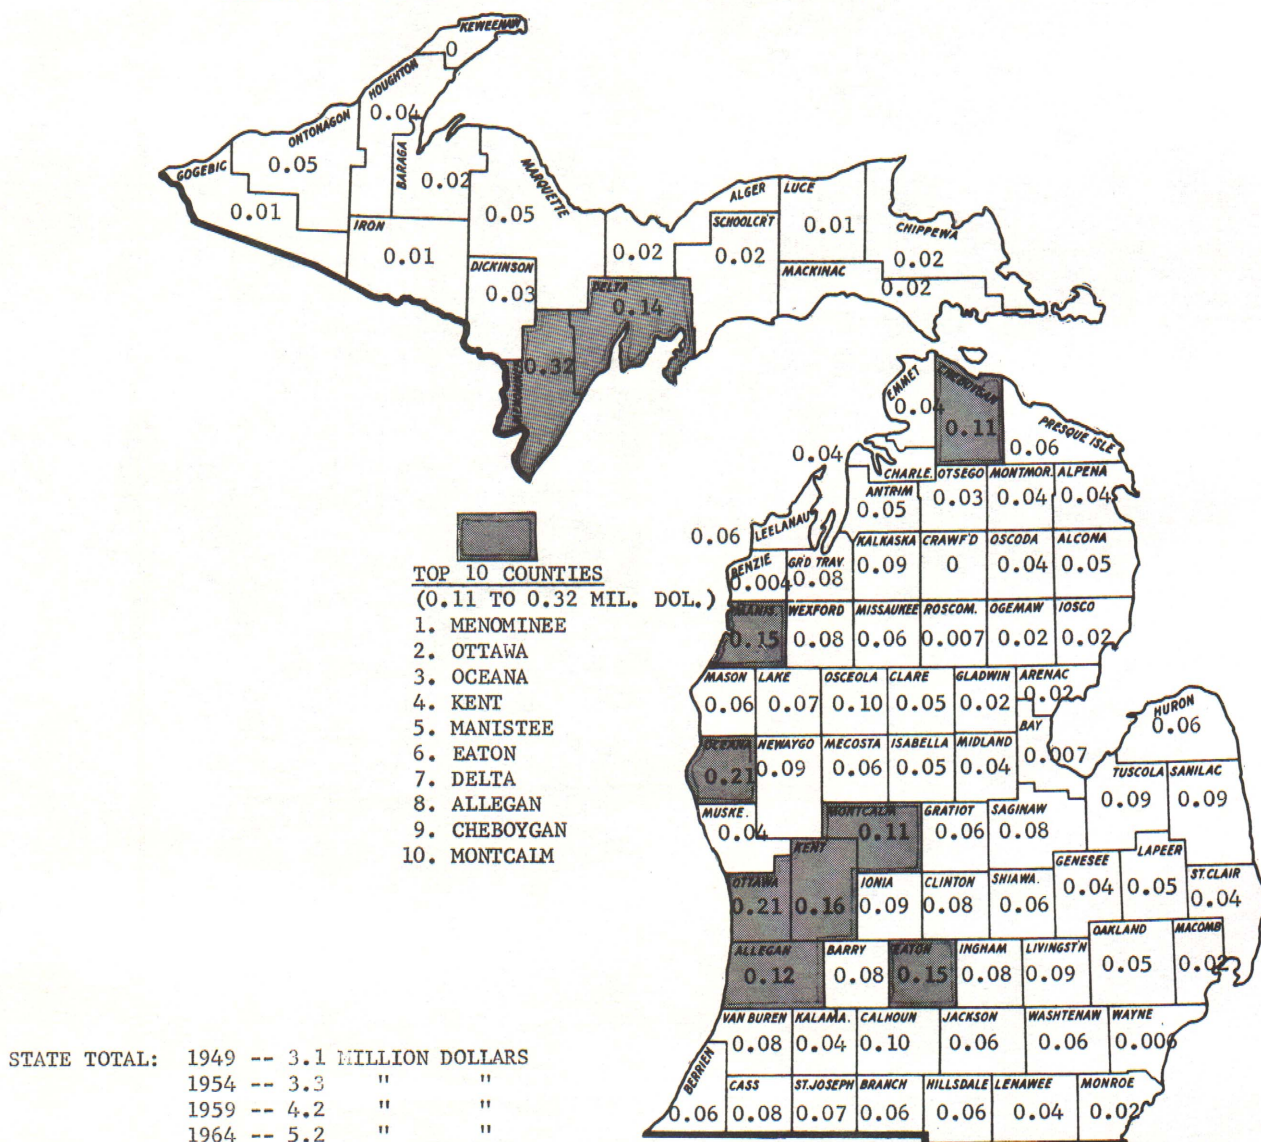 KEWEENAW
0
HOUGHTON
0.04
ONTONAGON
0.05
GOGEBIC
0.01
BARAGA
0.02
MARQUETTE
0.05
IRON
0.01
DICKINSON
0.03
ALGER
0.02
SCHOOLCR'T
0.02
LUCE
0.01
CHIPPEWA
0.02
MACKINAC
0.02
DELTA
0.14
MENOMINEE
0.32
EMMET
0.04
CHEBOYGAN
0.11
PRESQUE ISLE
0.06
0.04
CHARLE. OTSEGO MONTMOR. ALPENA
ANTRIM
0.05 0.03 0.04 0.04
0.06
LEELANAU
KALKASKA CRAWF'D OSCODA ALCONA
BENZIE GR'D TRAV.
0.004 0.08 0.09 0 0.04 0.05
MANIS. WEXFORD MISSAUKEE ROSCOM. OGEMAW IOSCO
0.15 0.08 0.06 0.007 0.02 0.02
MASON LAKE OSCEOLA CLARE GLADWIN ARENAC
0.06 0.07 0.10 0.05 0.02 0.02
HURON
0.06
BAY
0.007
OCEANA NEWAYGO MECOSTA ISABELLA MIDLAND
0.21 0.09 0.06 0.05 0.04
TUSCOLA SANILAC
0.09 0.09
MUSKE. MONTCALM GRATIOT SAGINAW
0.04 0.11 0.06 0.08
KENT
GENESEE LAPEER
0.04 0.05
OTTAWA IONIA CLINTON SHIAWA. ST.CLAIR
0.21 0.16 0.09 0.08 0.06 0.04
OAKLAND MACOMB
0.05 0.02
ALLEGAN BARRY EATON INGHAM LIVINGST'N
0.12 0.08 0.15 0.08 0.09
VAN BUREN KALAMA. CALHOUN JACKSON WASHTENAW WAYNE
0.08 0.04 0.10 0.06 0.06 0.006
BERRIEN CASS ST.JOSEPH BRANCH HILLSDALE LENAWEE MONROE
0.06 0.08 0.07 0.06 0.06 0.04 0.02
TOP 10 COUNTIES
(0.11 TO 0.32 MIL. DOL.)
1. MENOMINEE
2. OTTAWA
3. OCEANA
4. KENT
5. MANISTEE
6. EATON
7. DELTA
8. ALLEGAN
9. CHEBOYGAN
10. MONTCALM
STATE TOTAL: 1949 -- 3.1 MILLION DOLLARS
1954 -- 3.3 " "
1959 -- 4.2 " "
1964 -- 5.2 " "